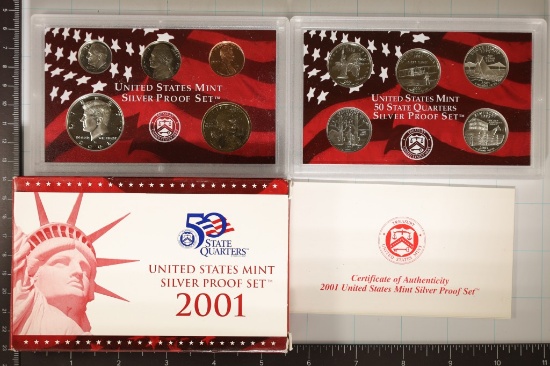 UNITED STATES MINT
SILVER PROOF SET™
UNITED STATES MINT
50 STATE QUARTERS
SILVER PROOF SET™
50
STATE
QUARTERS™
UNITED STATES MINT
SILVER PROOF SET™
2001
Certificate of Authenticity
2001 United States Mint Silver Proof Set™